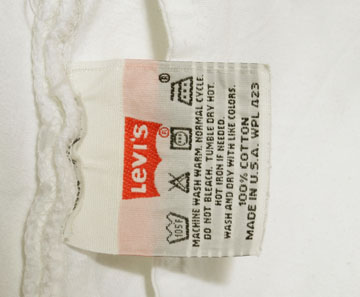 LEVI'S ®
105F
MACHINE WASH WARM. NORMAL CYCLE.
DO NOT BLEACH. TUMBLE DRY HOT.
HOT IRON IF NEEDED.
WASH AND DRY WITH LIKE COLORS.
100% COTTON
MADE IN U.S.A. WPL 423